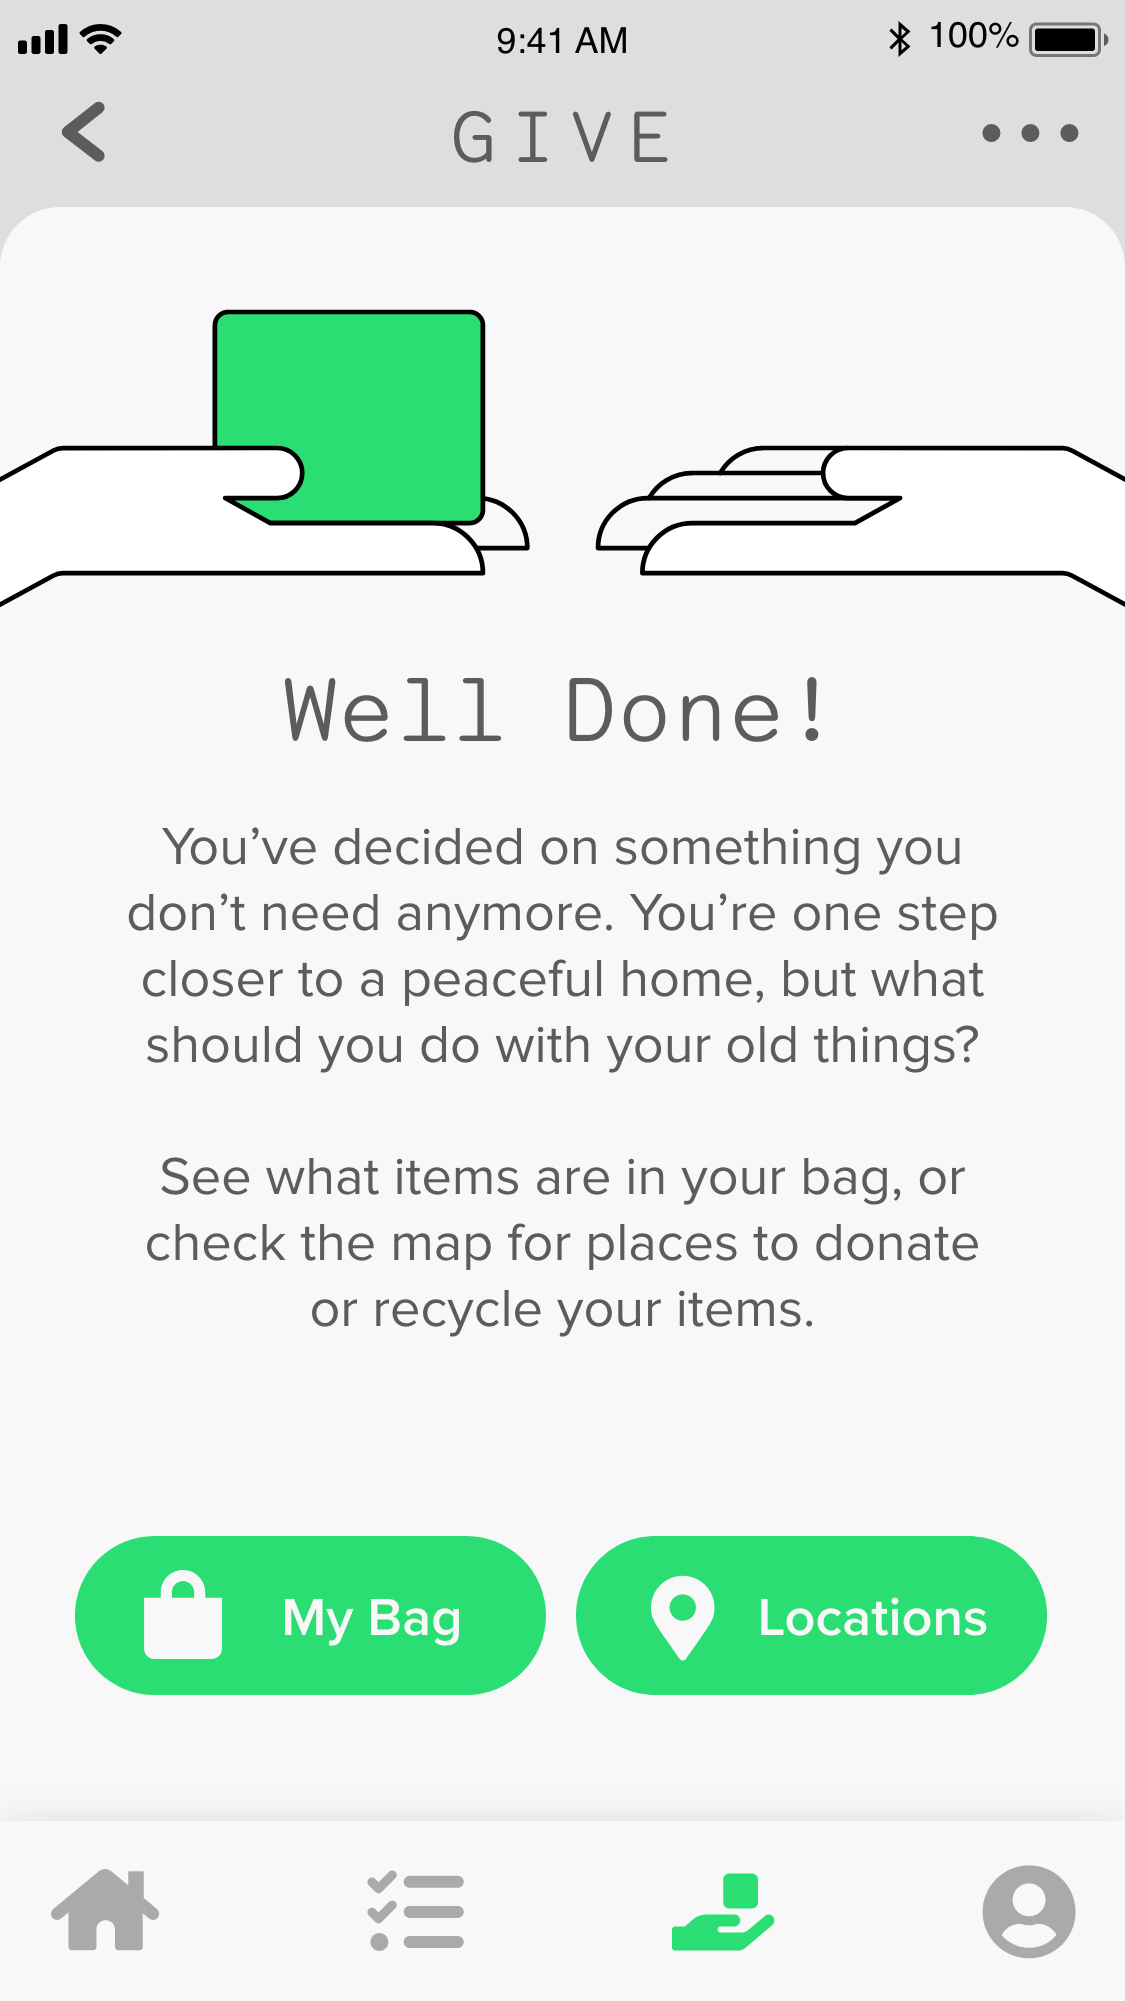 9:41 AM
100%
GIVE
Well Done!
You’ve decided on something you
don’t need anymore. You’re one step
closer to a peaceful home, but what
should you do with your old things?
See what items are in your bag, or
check the map for places to donate
or recycle your items.
My Bag
Locations